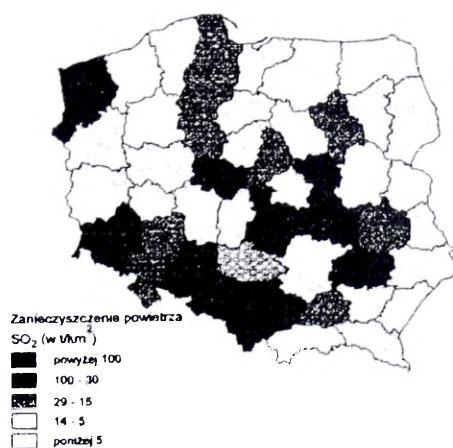 Zanieczyszczenie powietrza
SO₂ (w t/km²)
powyżej 100
100 - 30
29 - 15
14 - 5
poniżej 5